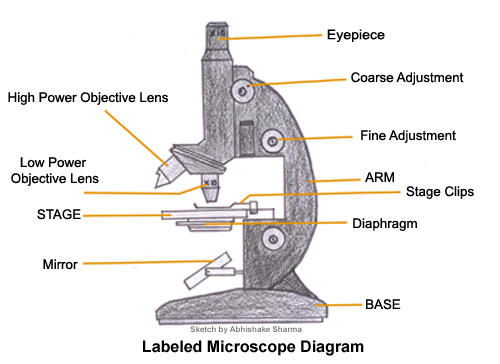 Eyepiece
Coarse Adjustment
High Power Objective Lens
Fine Adjustment
Low Power
Objective Lens
ARM
Stage Clips
STAGE
Diaphragm
Mirror
BASE
Sketch by Abhishake Sharma
Labeled Microscope Diagram